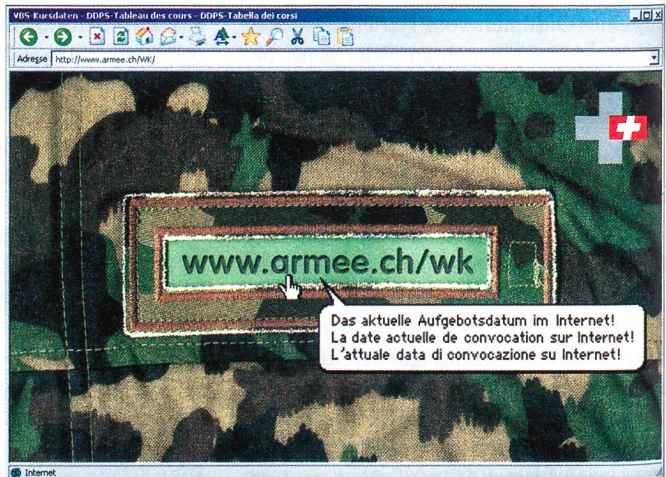 VBS-Kursdaten - DDPS-Tableau des cours - DDPS-Tabella dei corsi
Adresse http://www.armee.ch/WK/
www.armee.ch/wk
Das aktuelle Aufgebotsdatum im Internet!
La date actuelle de convocation sur Internet!
L'attuale data di convocazione su Internet!
Internet